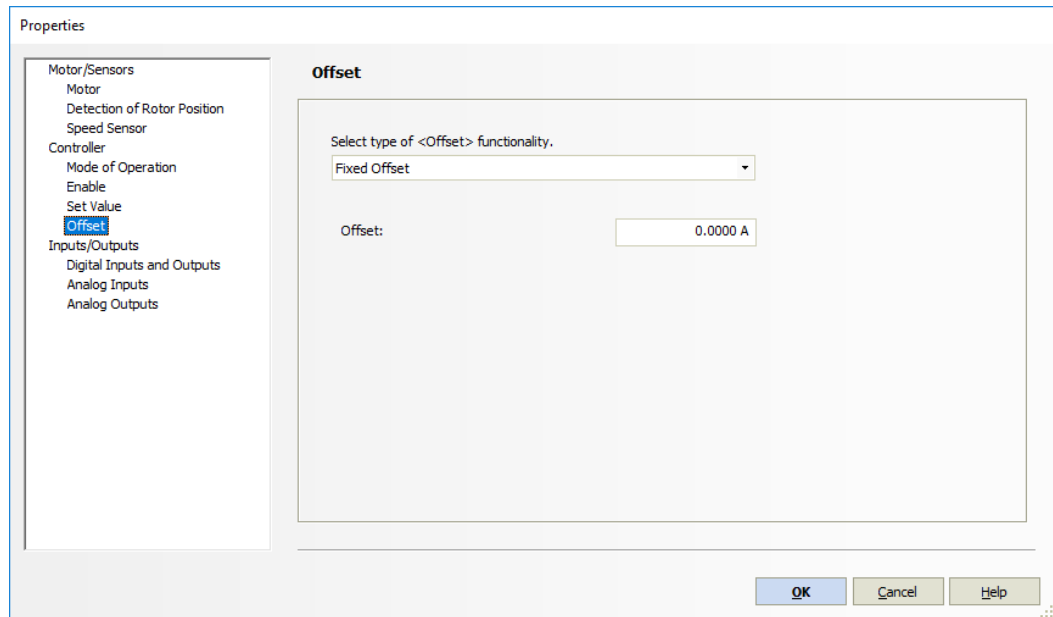 Properties
Motor/Sensors
Motor
Detection of Rotor Position
Speed Sensor
Controller
Mode of Operation
Enable
Set Value
Offset
Inputs/Outputs
Digital Inputs and Outputs
Analog Inputs
Analog Outputs
Offset
Select type of <Offset> functionality.
Fixed Offset
Offset: 0.0000 A
OK Cancel Help